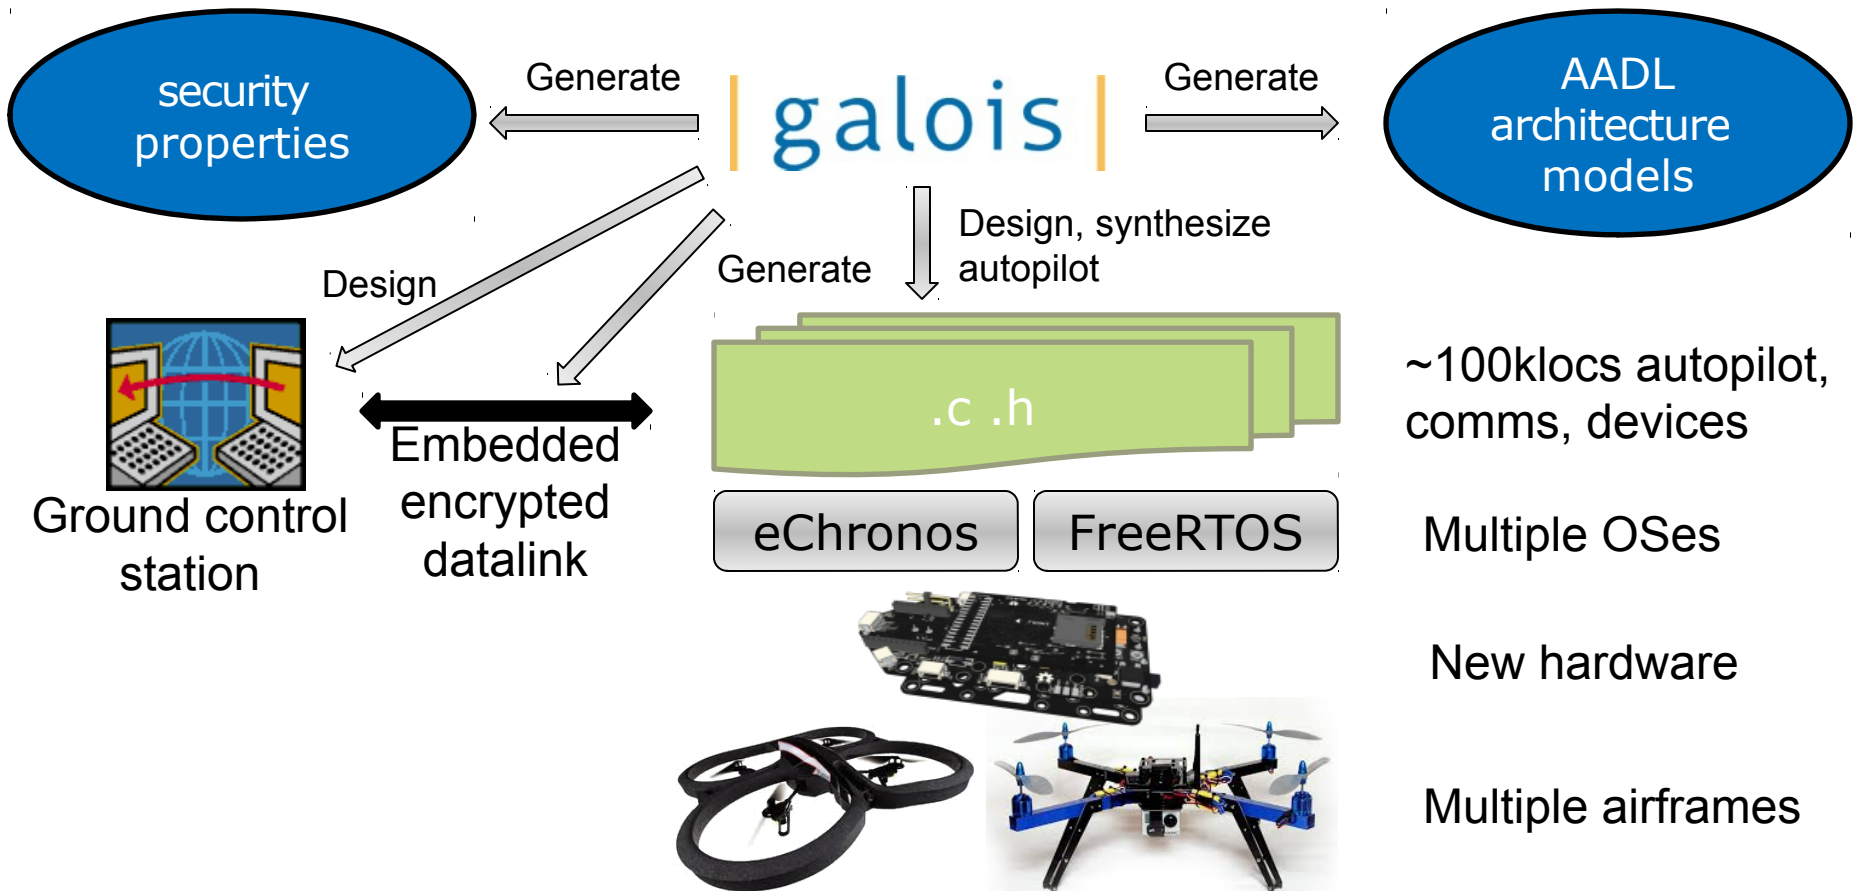 security
properties
Generate
| galois |
Generate
AADL
architecture
models
Design
Generate
Design, synthesize
autopilot
.c .h
~100klocs autopilot,
comms, devices
Embedded
encrypted
datalink
Ground control
station
eChronos
FreeRTOS
Multiple OSes
New hardware
Multiple airframes